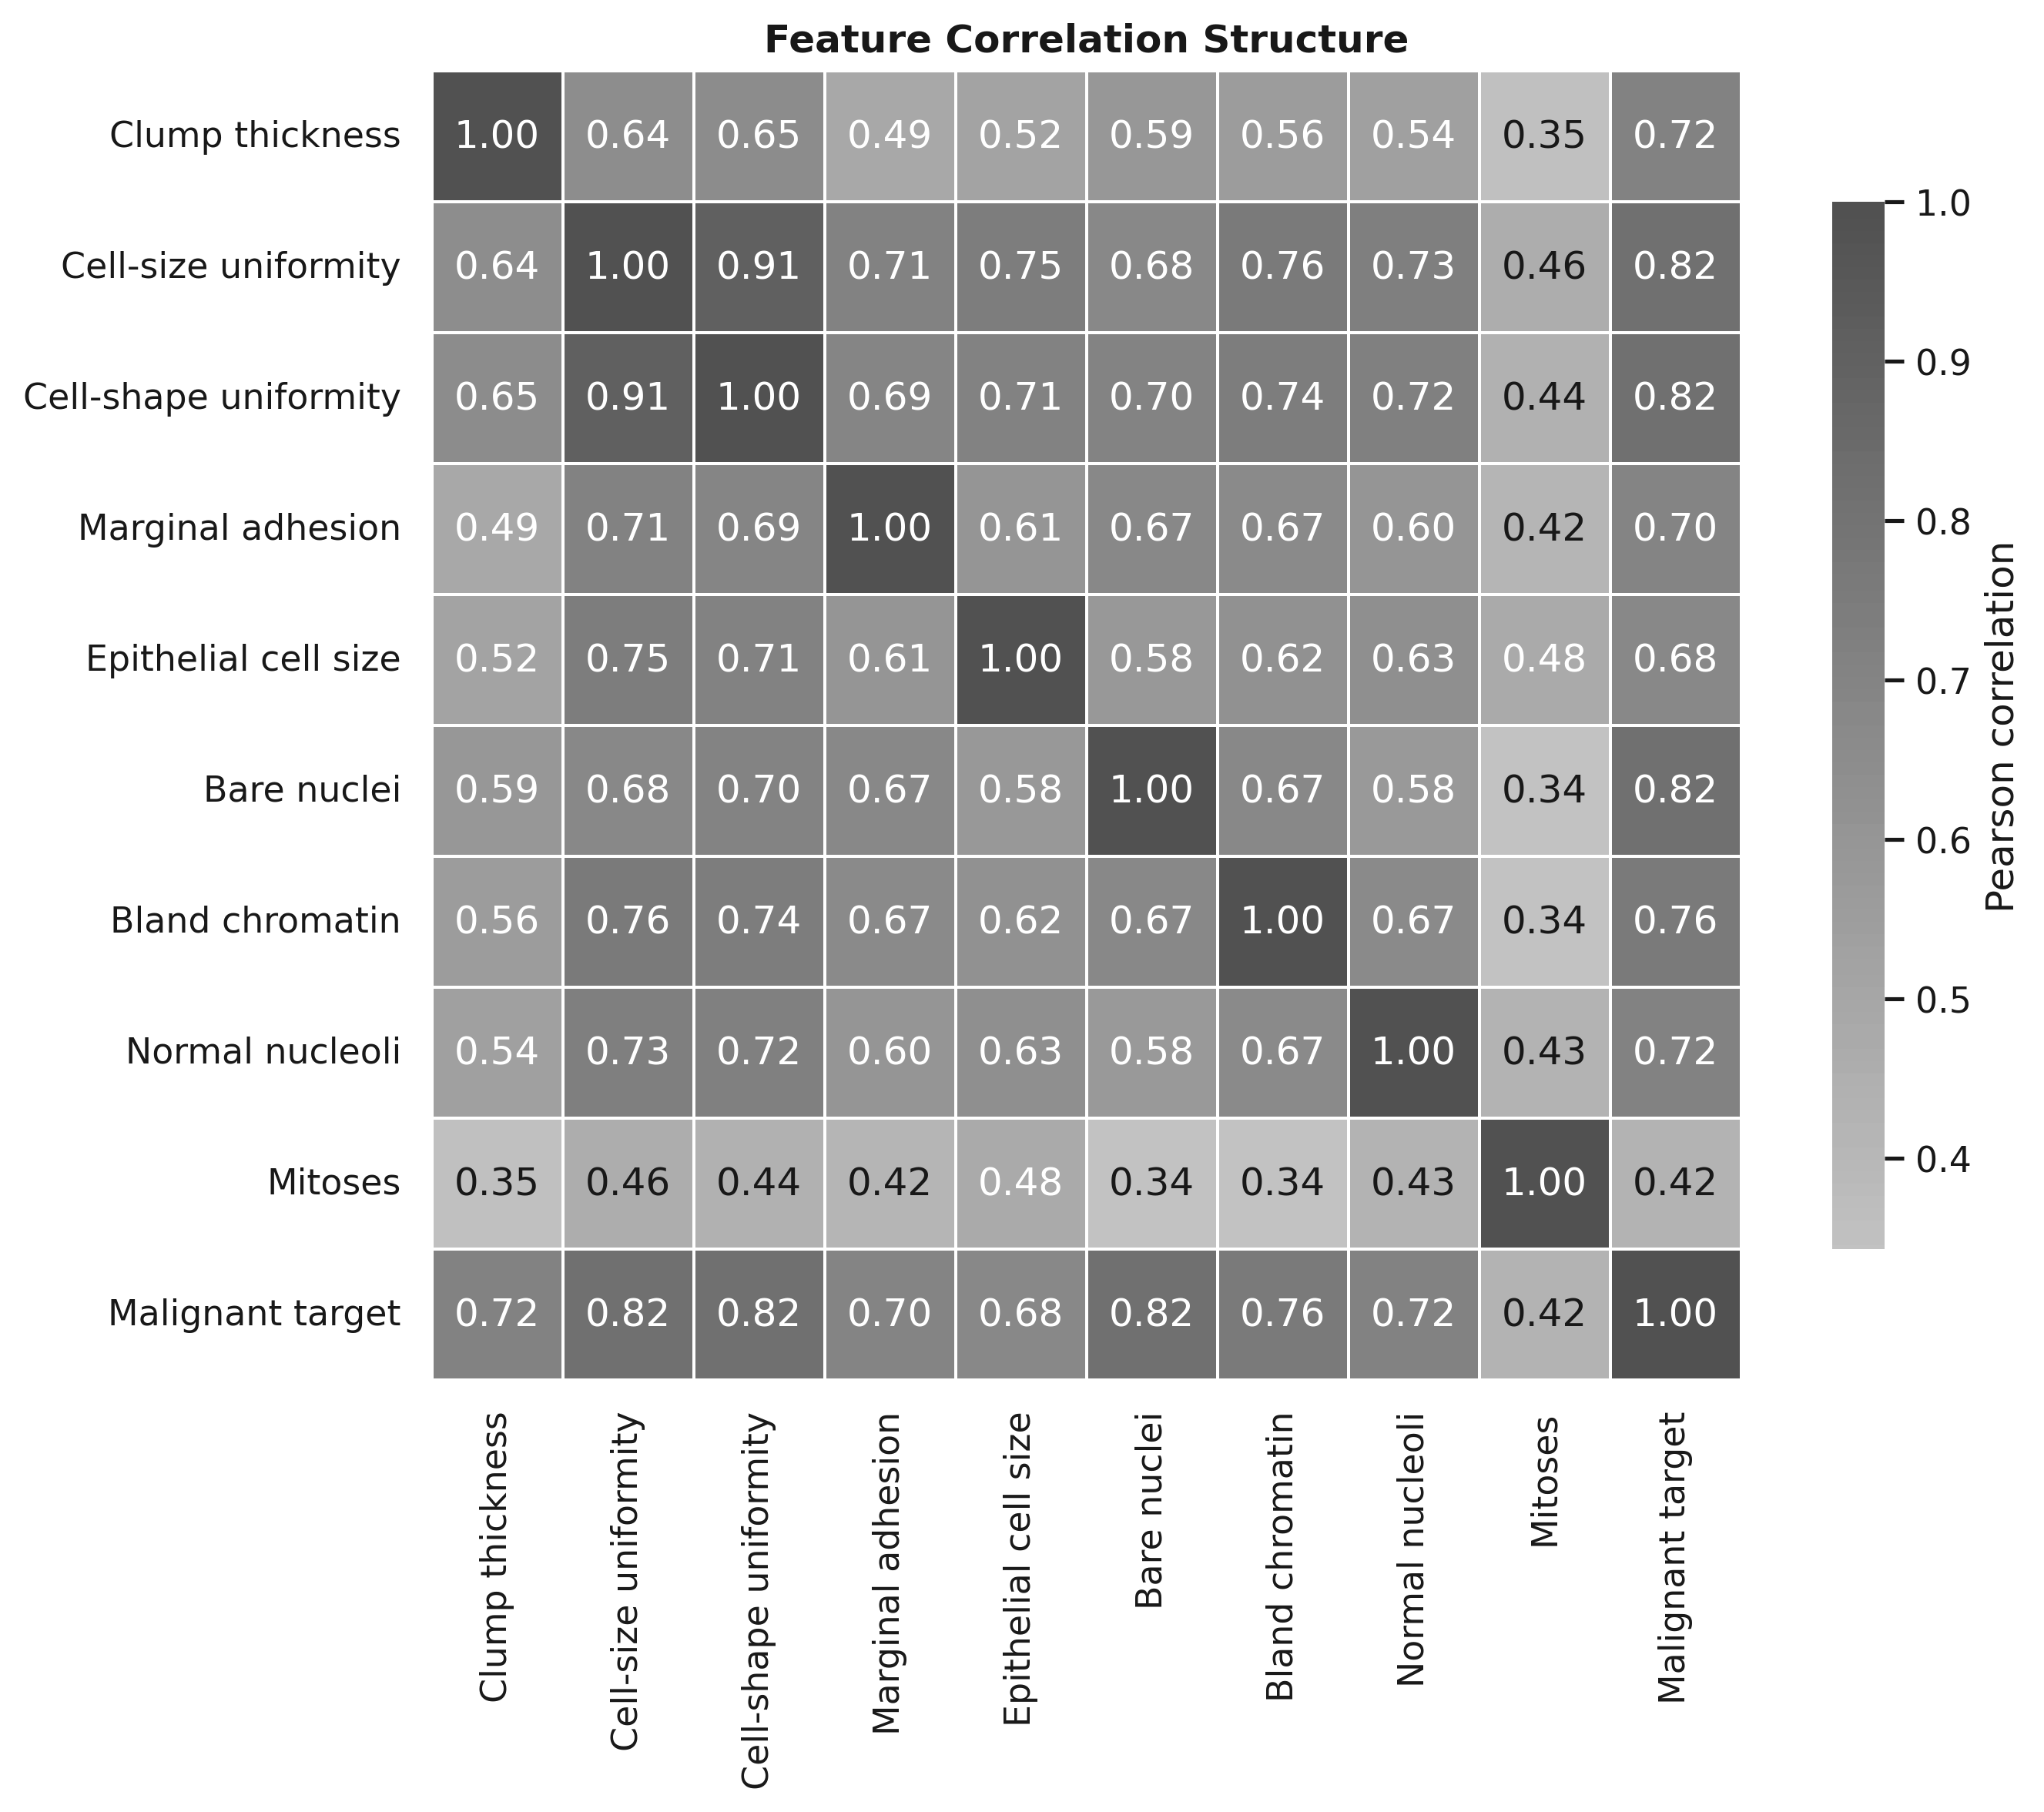 Feature Correlation Structure
Clump thickness 1.00 0.64 0.65 0.49 0.52 0.59 0.56 0.54 0.35 0.72
Cell-size uniformity 0.64 1.00 0.91 0.71 0.75 0.68 0.76 0.73 0.46 0.82
Cell-shape uniformity 0.65 0.91 1.00 0.69 0.71 0.70 0.74 0.72 0.44 0.82
Marginal adhesion 0.49 0.71 0.69 1.00 0.61 0.67 0.67 0.60 0.42 0.70
Epithelial cell size 0.52 0.75 0.71 0.61 1.00 0.58 0.62 0.63 0.48 0.68
Bare nuclei 0.59 0.68 0.70 0.67 0.58 1.00 0.67 0.58 0.34 0.82
Bland chromatin 0.56 0.76 0.74 0.67 0.62 0.67 1.00 0.67 0.34 0.76
Normal nucleoli 0.54 0.73 0.72 0.60 0.63 0.58 0.67 1.00 0.43 0.72
Mitoses 0.35 0.46 0.44 0.42 0.48 0.34 0.34 0.43 1.00 0.42
Malignant target 0.72 0.82 0.82 0.70 0.68 0.82 0.76 0.72 0.42 1.00
Clump thickness
Cell-size uniformity
Cell-shape uniformity
Marginal adhesion
Epithelial cell size
Bare nuclei
Bland chromatin
Normal nucleoli
Mitoses
Malignant target
1.0
0.9
0.8
0.7
0.6
0.5
0.4
Pearson correlation